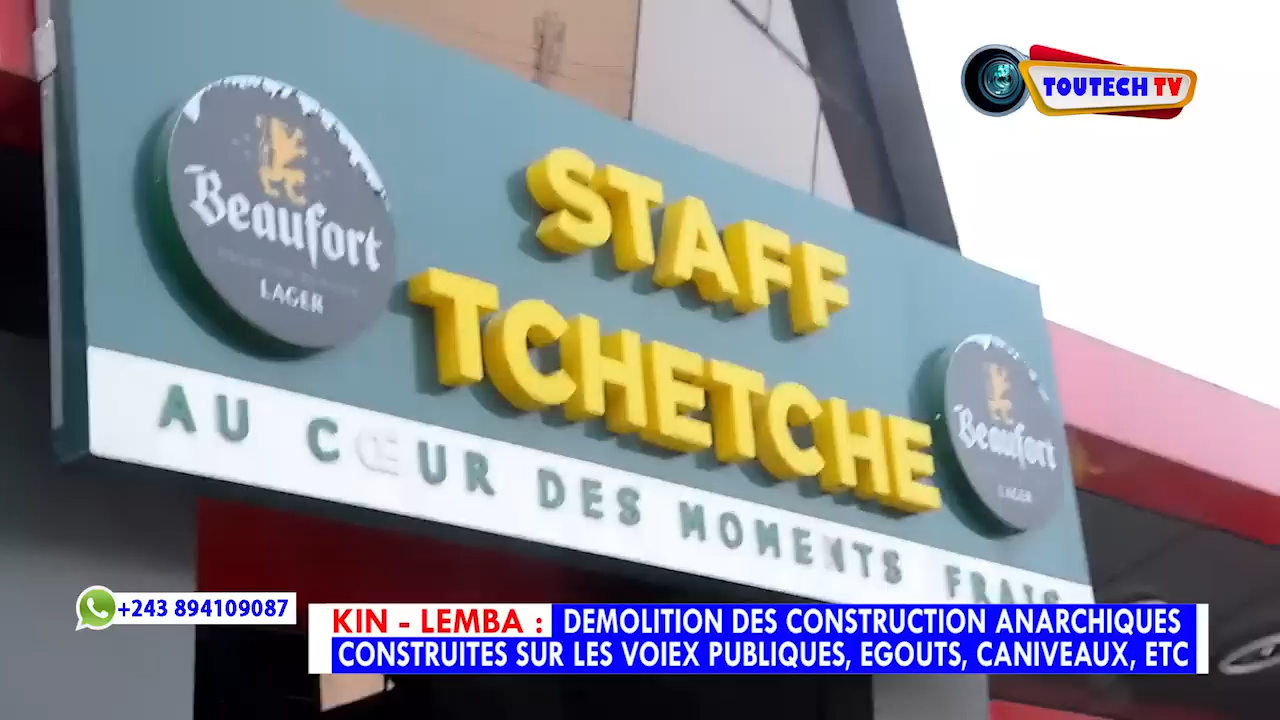 TOUTECH TV
Beaufort
LAGER
STAFF
TCHETCHE
Beaufort
LAGER
AU CŒUR DES MOMENTS FRAIS
+243 894109087
KIN - LEMBA : DEMOLITION DES CONSTRUCTION ANARCHIQUES
CONSTRUITES SUR LES VOIEX PUBLIQUES, EGOUTS, CANIVEAUX, ETC